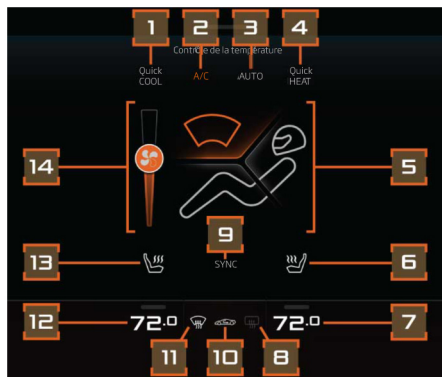 1 2 3 4
Contrôle de la température
Quick COOL
A/C
AUTO
Quick HEAT
14
5
9
SYNC
13
6
12
72.0
72.0
7
11
10
8